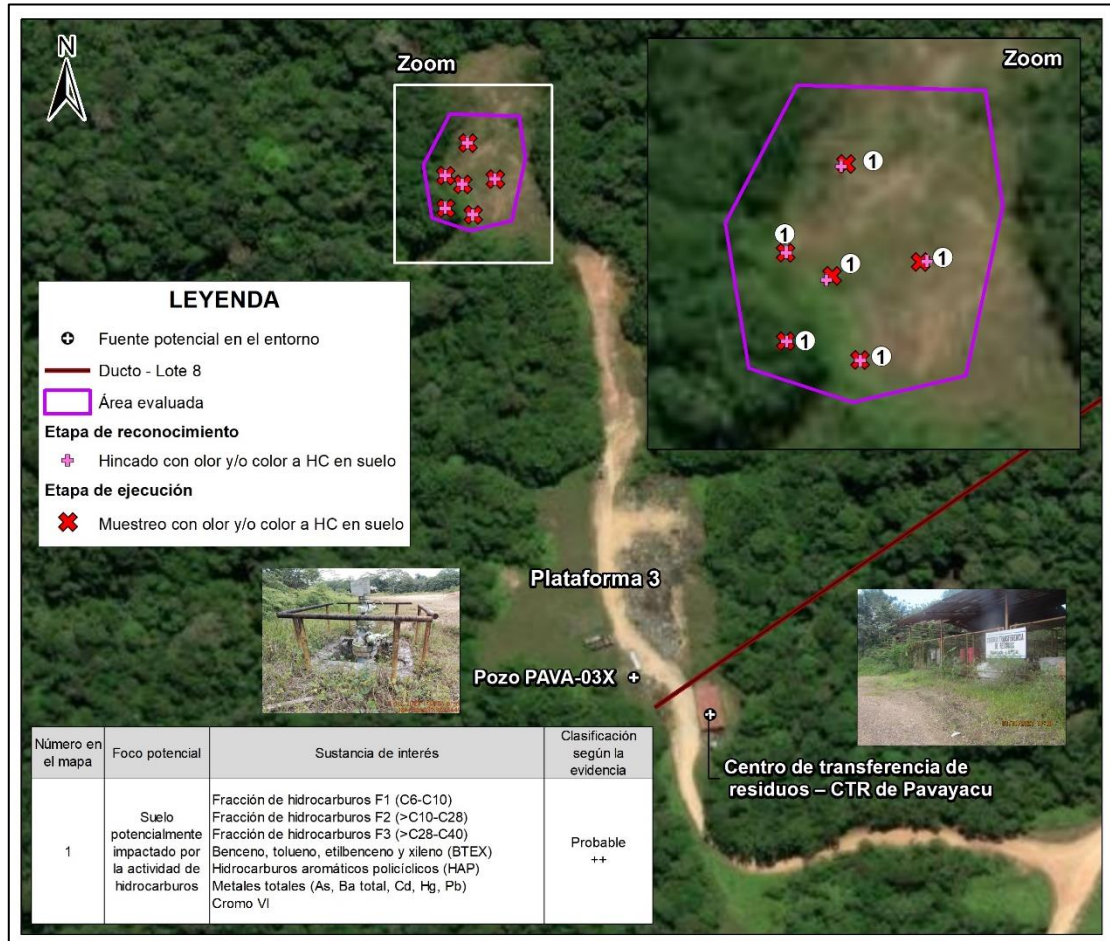 N
Zoom
Zoom
1
1
1
1
1
1
LEYENDA
Fuente potencial en el entorno
Ducto - Lote 8
Área evaluada
Etapa de reconocimiento
Hincado con olor y/o color a HC en suelo
Etapa de ejecución
Muestreo con olor y/o color a HC en suelo
Plataforma 3
Pozo PAVA-03X
Centro de transferencia de
residuos – CTR de Pavayacu
Número en
el mapa
Foco potencial
Sustancia de interés
Clasificación
según la
evidencia
1
Suelo
potencialmente
impactado por
la actividad de
hidrocarburos
Fracción de hidrocarburos F1 (C6-C10)
Fracción de hidrocarburos F2 (>C10-C28)
Fracción de hidrocarburos F3 (>C28-C40)
Benceno, tolueno, etilbenceno y xileno (BTEX)
Hidrocarburos aromáticos policíclicos (HAP)
Metales totales (As, Ba total, Cd, Hg, Pb)
Cromo VI
Probable
++